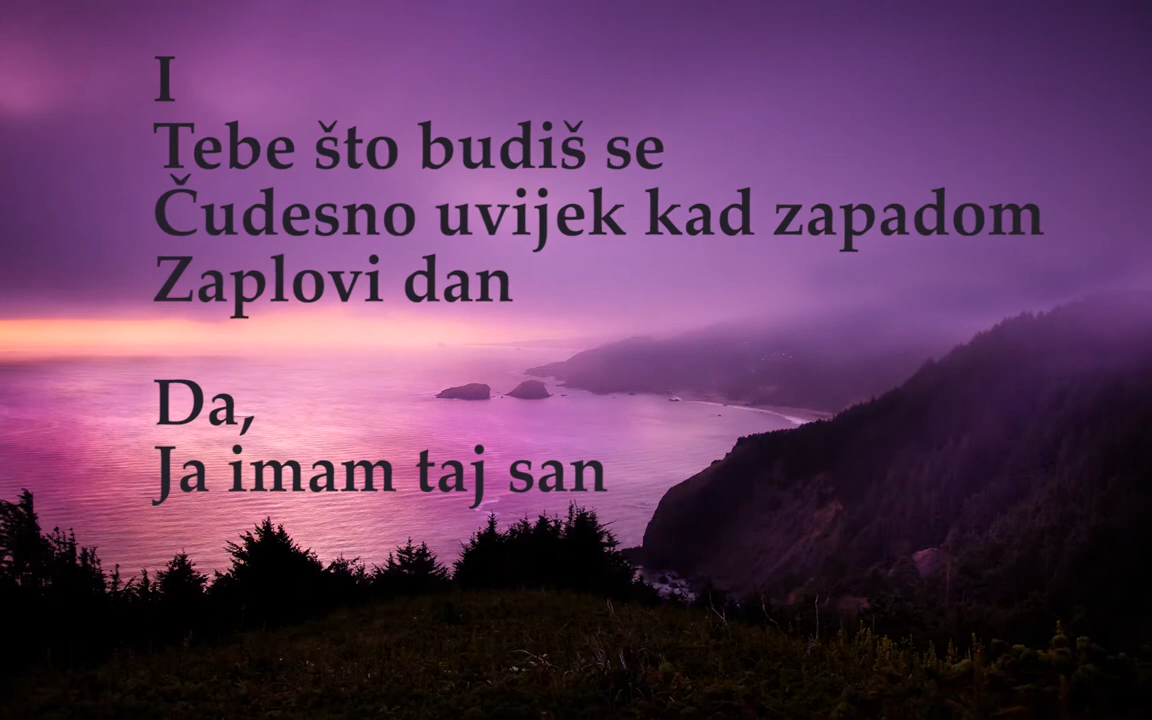 I
Tebe što budiš se
Čudesno uvijek kad zapadom
Zaplovi dan
Da,
Ja imam taj san